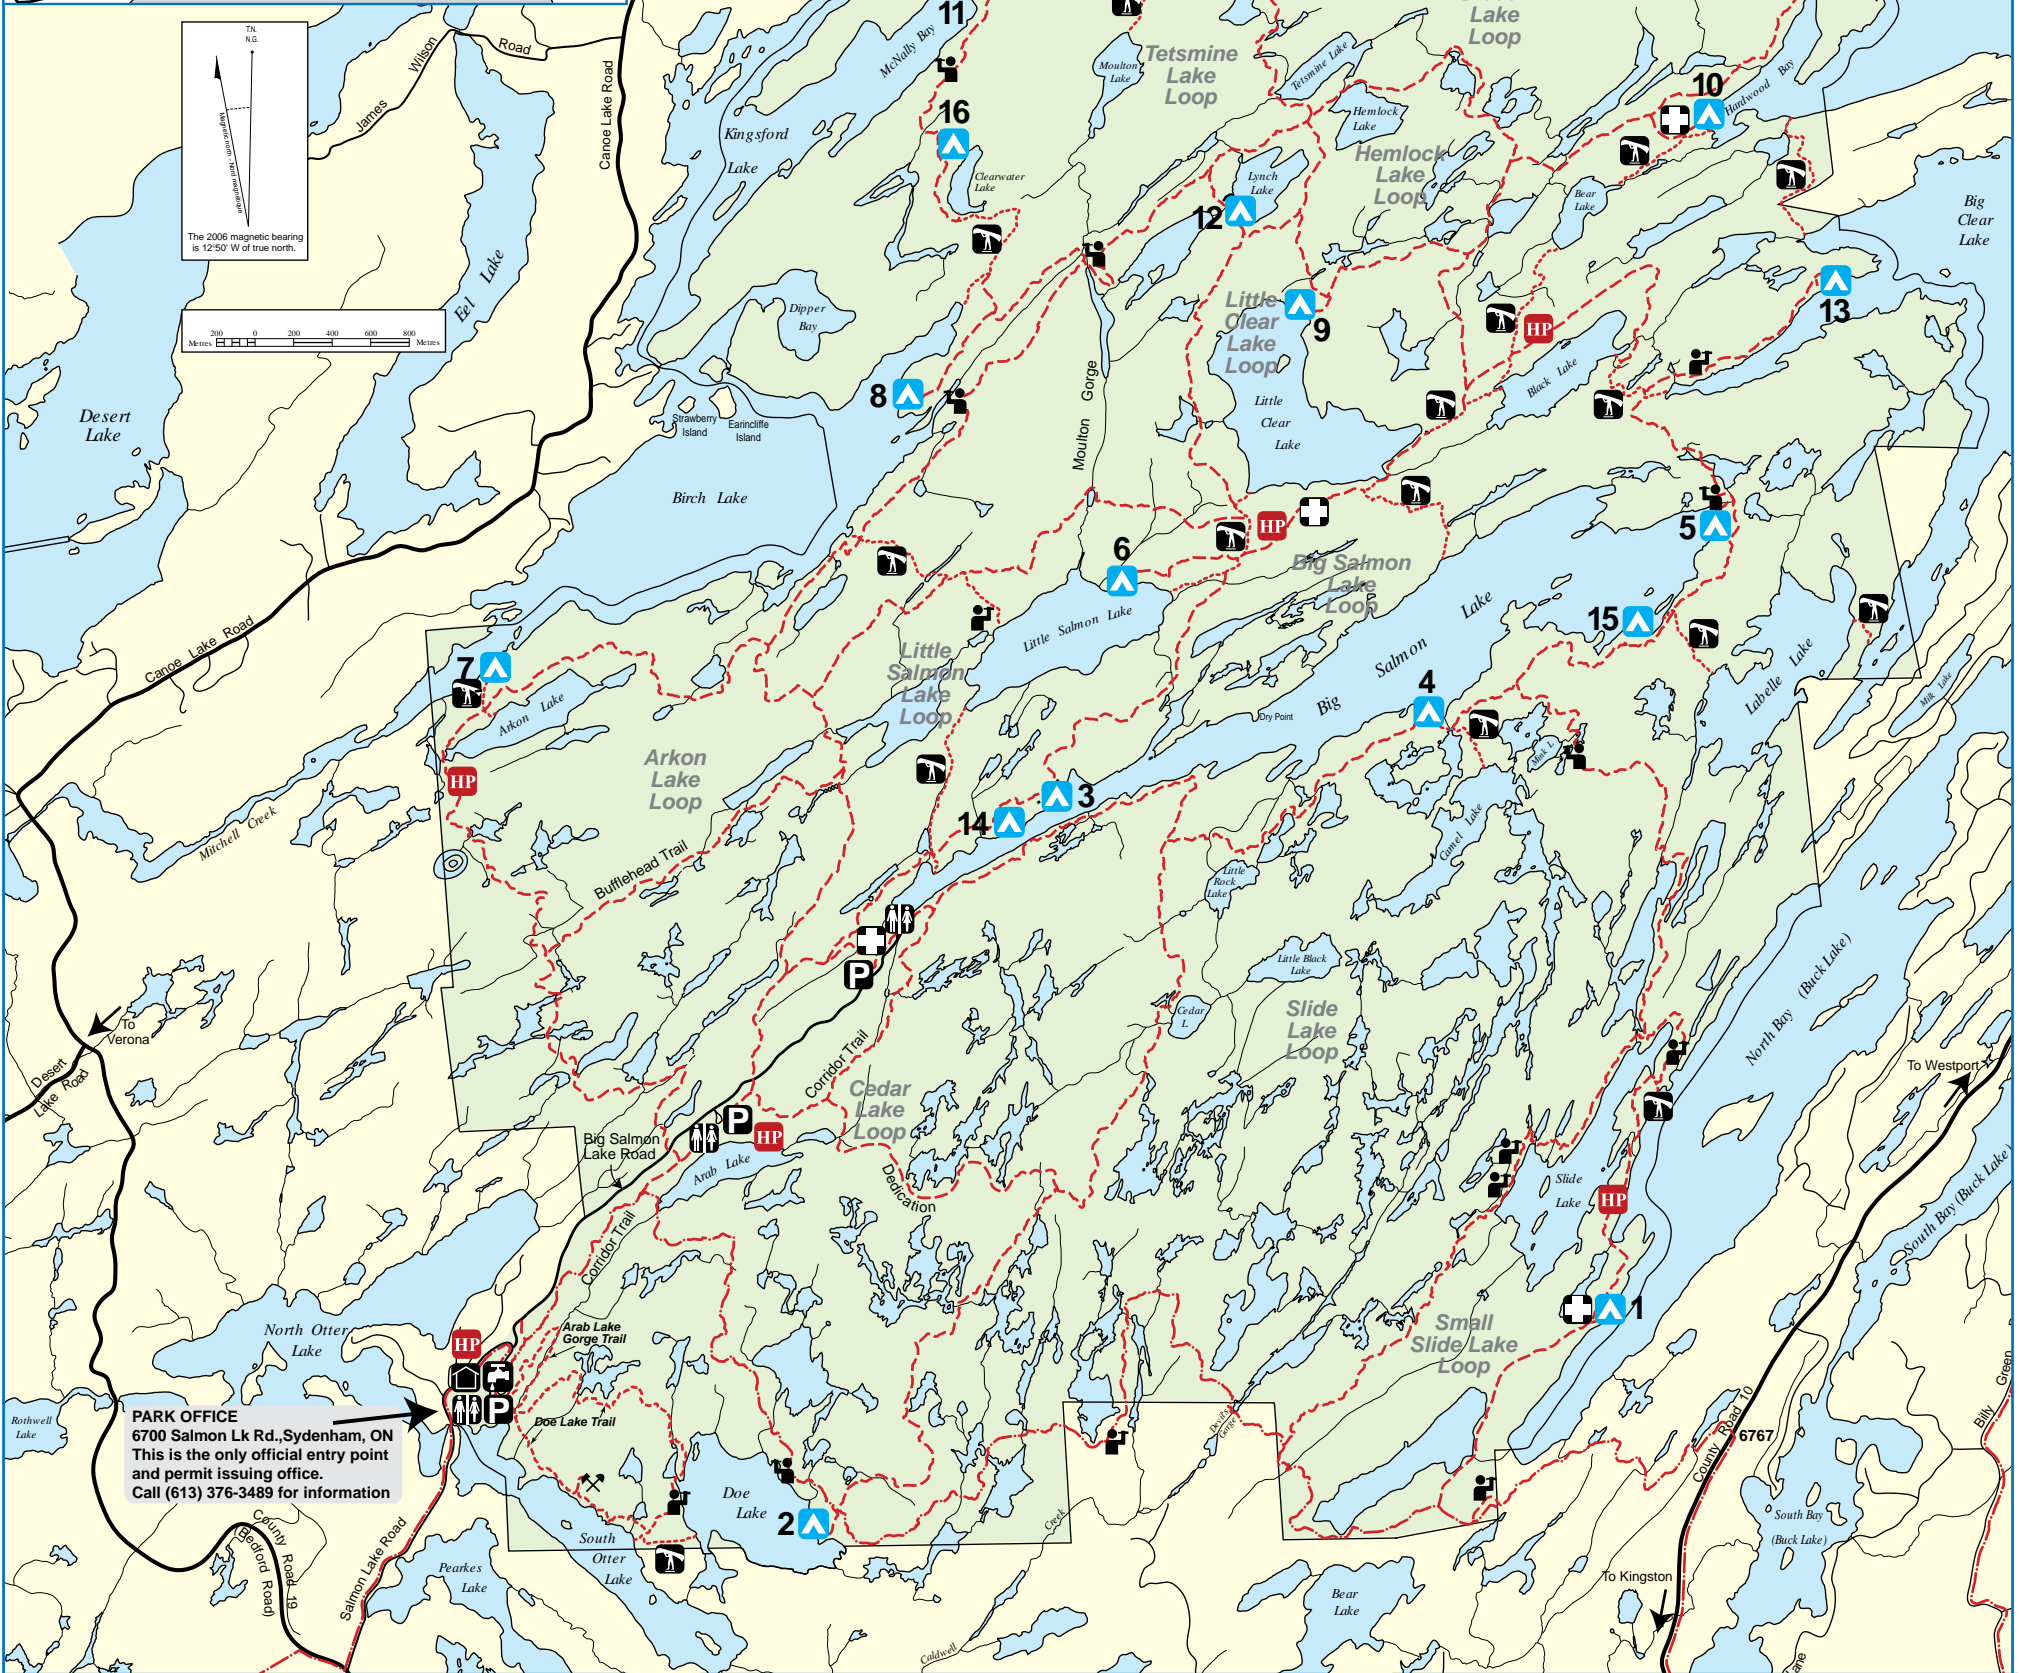 11
McNally Bay
Lake
Loop
T.N.
N.G.
Magnetic north - Nord magnétique
The 2006 magnetic bearing
is 12°50' W of true north.
Wilson
Road
James
Canoe Lake Road
Tetsmine
Lake
Loop
Moulton
Lake
Tetsmine Lake
Hemlock
Lake
Hemlock
Lake
Loop
10
Hardwood Bay
Kingsford
Lake
16
Clearwater
Lake
Lynch
Lake
12
Bear
Lake
Big
Clear
Lake
Eel Lake
200 0 200 400 600 800
Metres Metres
Dipper
Bay
Little
Clear
Lake
Loop
9
HP
13
Black Lake
8
Moulton Gorge
Desert
Lake
Strawberry
Island
Earincliffe
Island
Little
Clear
Lake
Birch Lake
HP
5
6
Big Salmon
Lake
Loop
Little Salmon Lake
15
Canoe Lake Road
7
Arkon Lake
Little
Salmon
Lake
Loop
Big Salmon Lake
Dry Point
4
Labelle Lake
Milk Lake
Mink L.
HP
Arkon
Lake
Loop
3
14
Mitchell Creek
Bufflehead Trail
Camel Lake
Little
Rock
Lake
P
Little Black
Lake
Cedar
L
Slide
Lake
Loop
North Bay (Buck Lake)
To
Verona
Desert
Lake Road
Corridor Trail
Cedar
Lake
Loop
To Westport
P
HP
Big Salmon
Lake Road
Arab Lake
Dedication
Slide
Lake
HP
South Bay (Buck Lake)
Corridor Trail
North Otter
Lake
HP
Arab Lake
Gorge Trail
1
Small
Slide Lake
Loop
P
Doe Lake Trail
Rothwell
Lake
PARK OFFICE
6700 Salmon Lk Rd.,Sydenham, ON
This is the only official entry point
and permit issuing office.
Call (613) 376-3489 for information
Devil's
Gorge
County Road 10
6767
Billy Green
Doe
Lake
2
Creek
South
Otter
Lake
South Bay
(Buck Lake)
County Road 19
(Bedford Road)
Salmon Lake Road
Pearkes
Lake
Bear
Lake
To Kingston
Caldwell